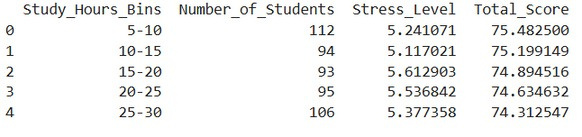 Study_Hours_Bins Number_of_Students Stress_Level Total_Score
0 5-10 112 5.241071 75.482500
1 10-15 94 5.117021 75.199149
2 15-20 93 5.612903 74.894516
3 20-25 95 5.536842 74.634632
4 25-30 106 5.377358 74.312547